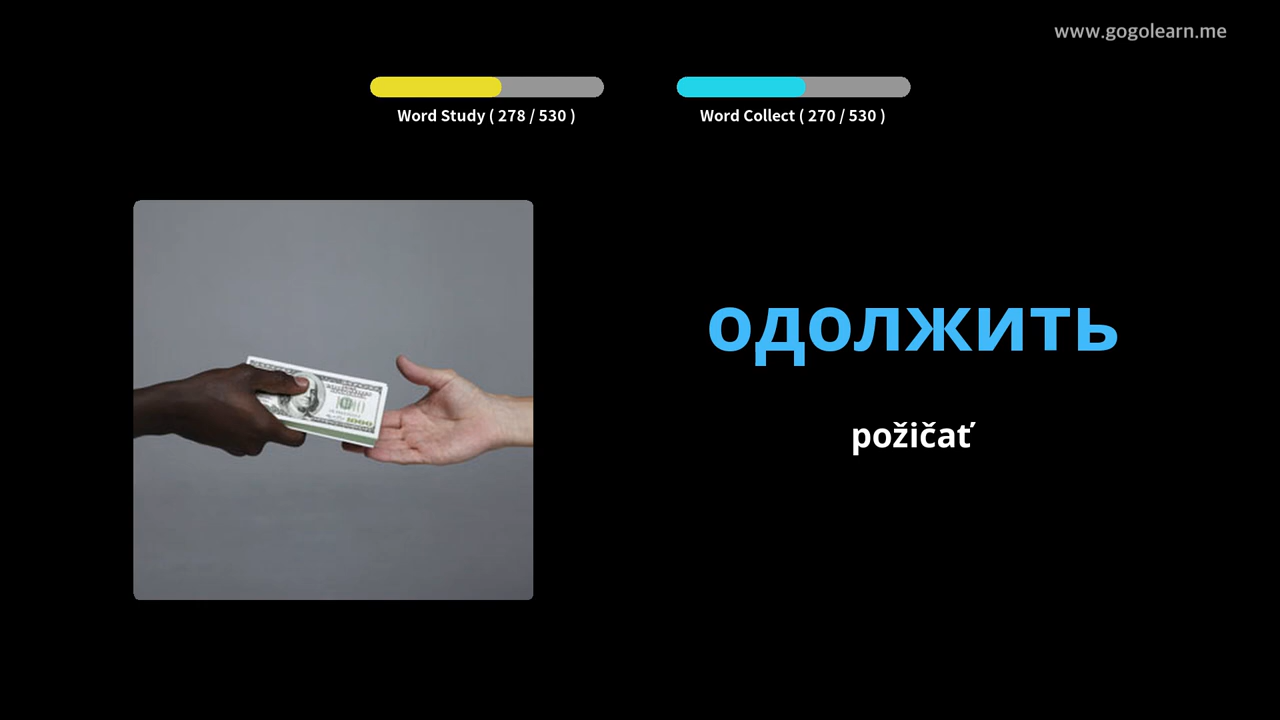 www.gogolearn.me
Word Study ( 278 / 530 )
Word Collect ( 270 / 530 )
одолжить
požičať